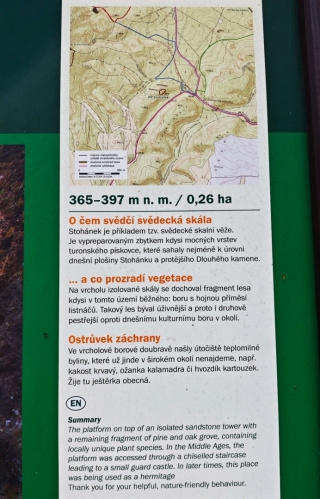 365–397 m n. m. / 0,26 ha
O čem svědčí svědecká skála
Stohánek je příkladem tzv. svědecké skalní věže.
Je vypreparovaným zbytkem kdysi mocných vrstev
turonského pískovce, které sahaly nejméně k úrovni
dnešní plošiny Stohánku a protějšího Dlouhého kamene.
... a co prozradí vegetace
Na vrcholu izolované skály se dochoval fragment lesa
kdysi v tomto území běžného: boru s hojnou příměsí
listnáčů. Takový les býval úživnější a proto i druhově
pestřejší oproti dnešnímu kulturnímu boru v okolí.
Ostrůvek záchrany
Ve vrcholové borové doubravě našly útočiště teplomilné
byliny, které už jinde v širokém okolí nenajdeme, např.
kakost krvavý, ožanka kalamandra či hvozdík kartouzek.
Žije tu ještěrka obecná.
EN
Summary
The platform on top of an isolated sandstone tower with
a remaining fragment of pine and oak grove, containing
locally unique plant species. In the Middle Ages, the
platform was accessed through a chiselled staircase
leading to a small guard castle. In later times, this place
was being used as a hermitage
Thank you for your helpful, nature-friendly behaviour.